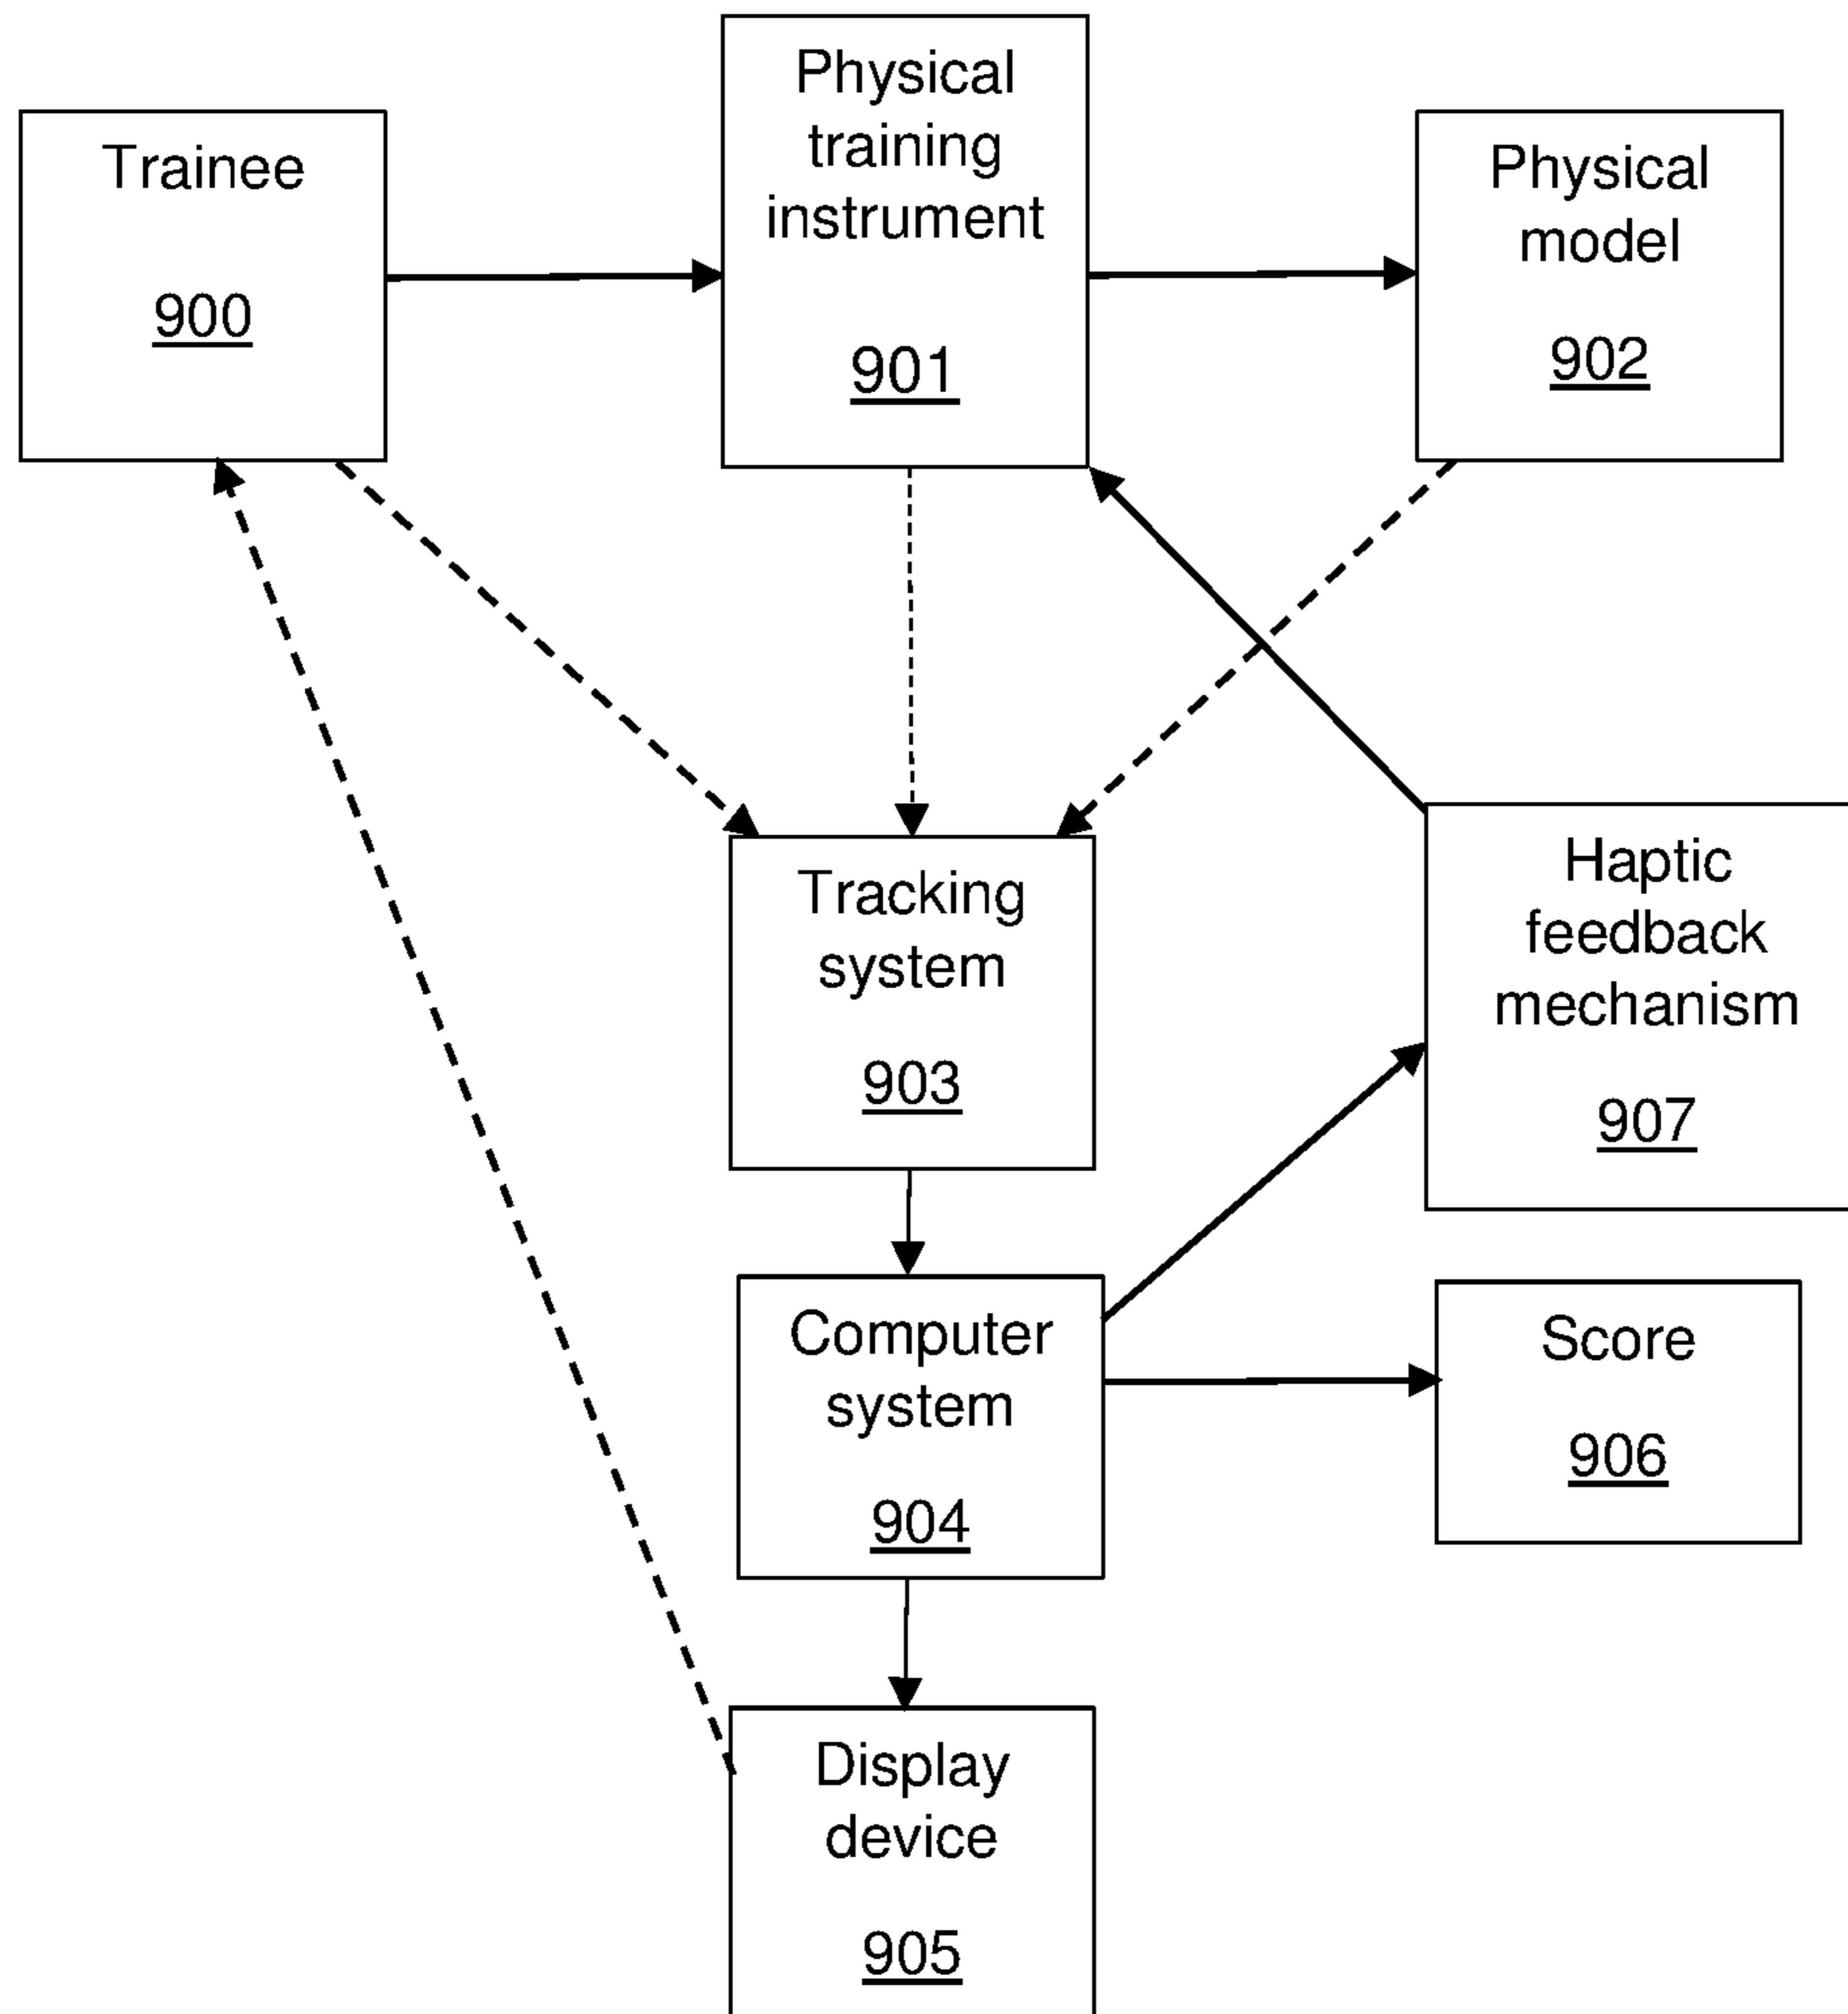 Trainee
900
Physical
training
instrument
901
Physical
model
902
Tracking
system
903
Haptic
feedback
mechanism
907
Computer
system
904
Score
906
Display
device
905